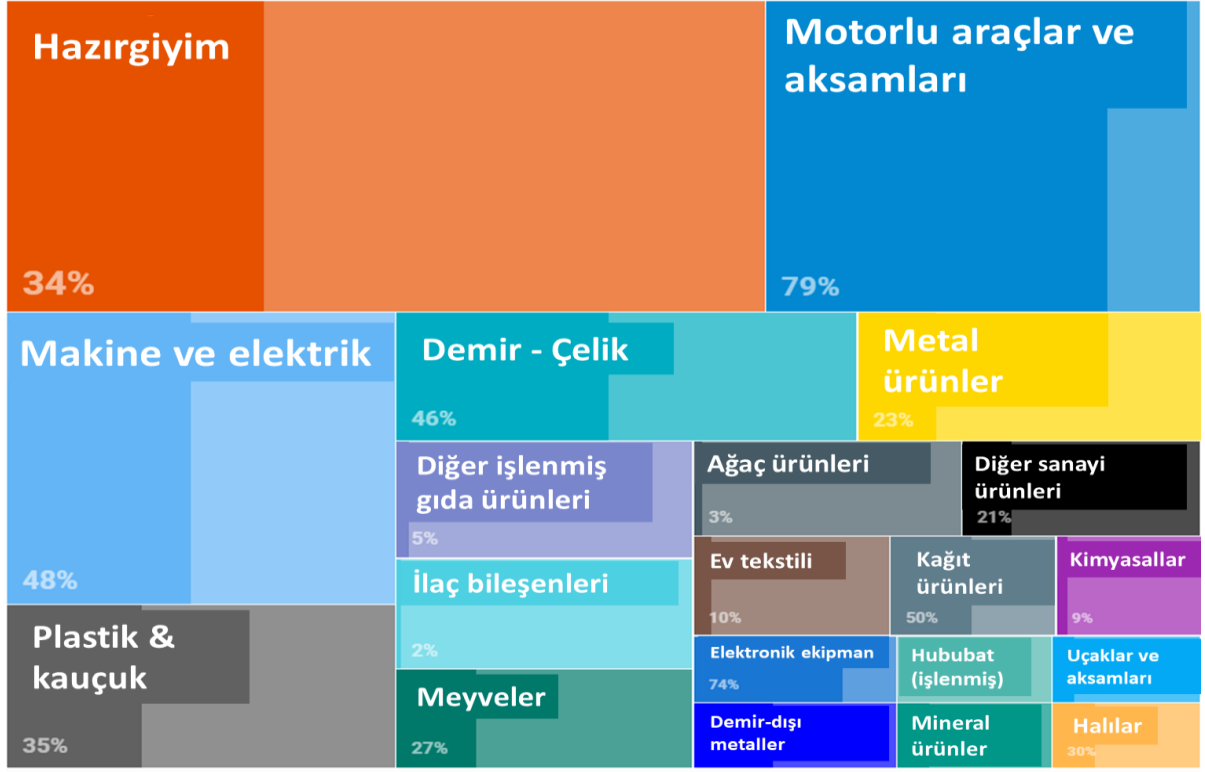 Hazırgiyim
34%
Motorlu araçlar ve
aksamları
79%
Makine ve elektrik
48%
Demir - Çelik
46%
Metal
ürünler
23%
Diğer işlenmiş
gıda ürünleri
5%
Ağaç ürünleri
3%
Diğer sanayi
ürünleri
21%
İlaç bileşenleri
2%
Ev tekstili
10%
Kağıt
ürünleri
50%
Kimyasallar
9%
Plastik &
kauçuk
35%
Meyveler
27%
Elektronik ekipman
74%
Hububat
(işlenmiş)
Uçaklar ve
aksamları
Demir-dışı
metaller
Mineral
ürünler
Halılar
30%